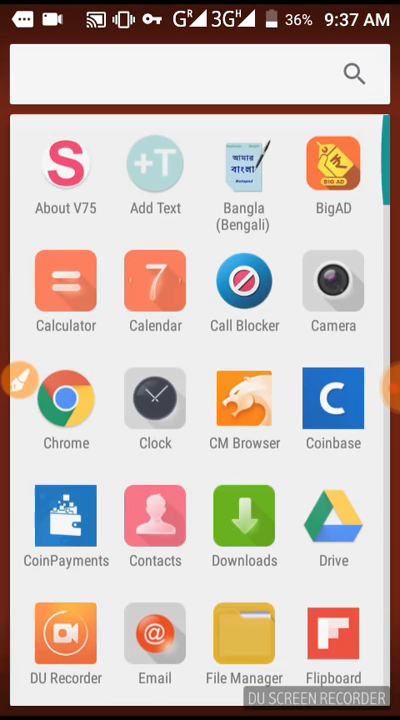 G R 3G H 36% 9:37 AM
S +T আমার বাংলা BIG AD
About V75 Add Text Bangla (Bengali) BigAD
7
Calculator Calendar Call Blocker Camera
Chrome Clock CM Browser Coinbase
CoinPayments Contacts Downloads Drive
@
DU Recorder Email File Manager Flipboard
DU SCREEN RECORDER